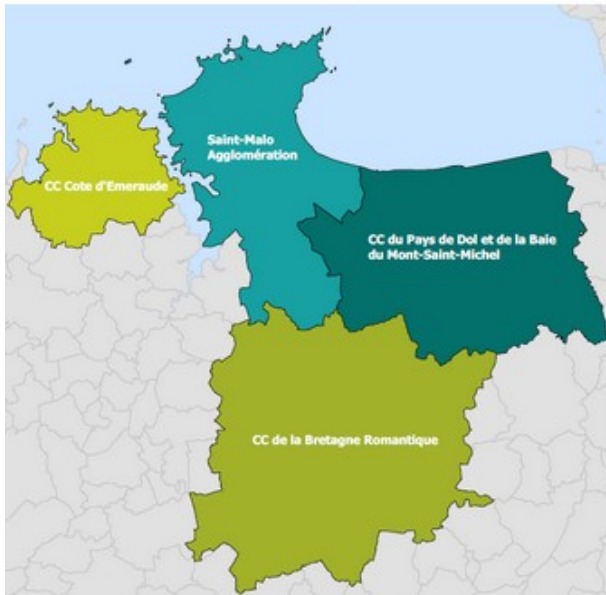 Saint-Malo
Agglomération
CC Cote d'Emeraude
CC du Pays de Dol et de la Baie
du Mont-Saint-Michel
CC de la Bretagne Romantique